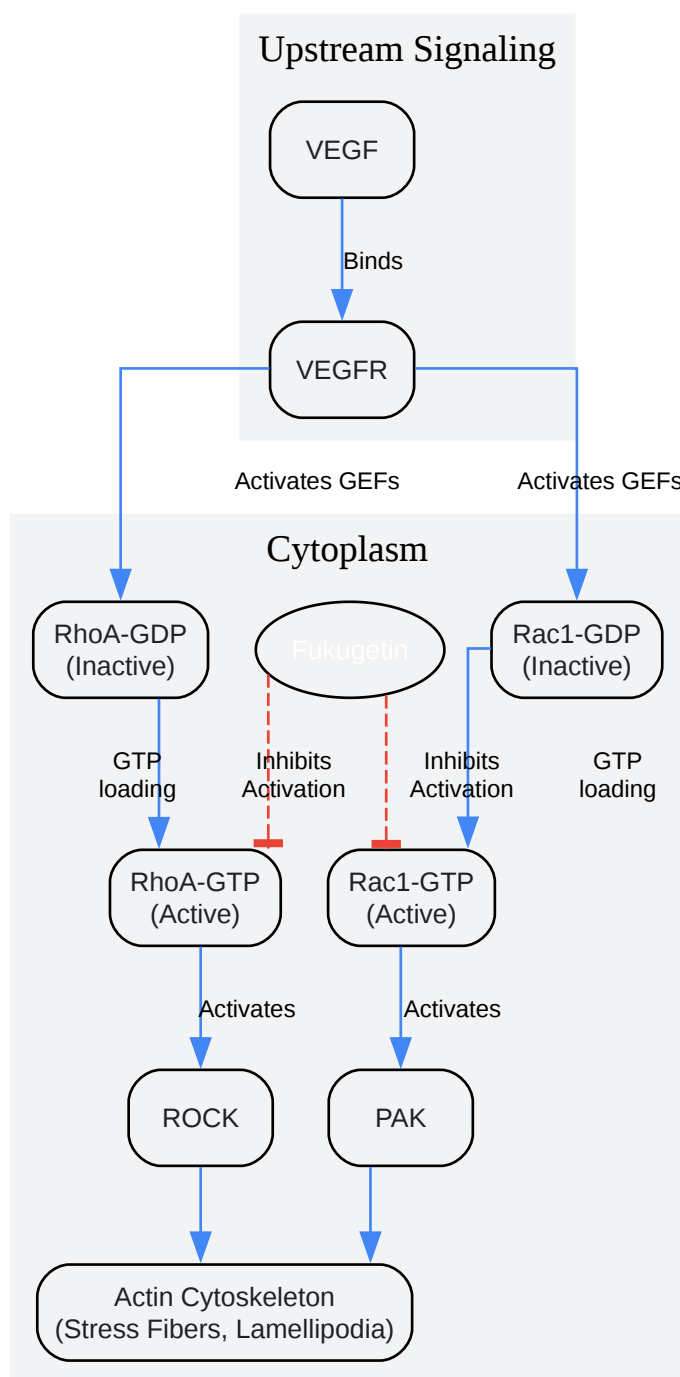 Upstream Signaling
VEGF
Binds
VEGFR
Activates GEFs
Activates GEFs
Cytoplasm
RhoA-GDP
(Inactive)
Fukugetin
Rac1-GDP
(Inactive)
GTP
loading
Inhibits
Activation
Inhibits
Activation
GTP
loading
RhoA-GTP
(Active)
Rac1-GTP
(Active)
Activates
Activates
ROCK
PAK
Actin Cytoskeleton
(Stress Fibers, Lamellipodia)